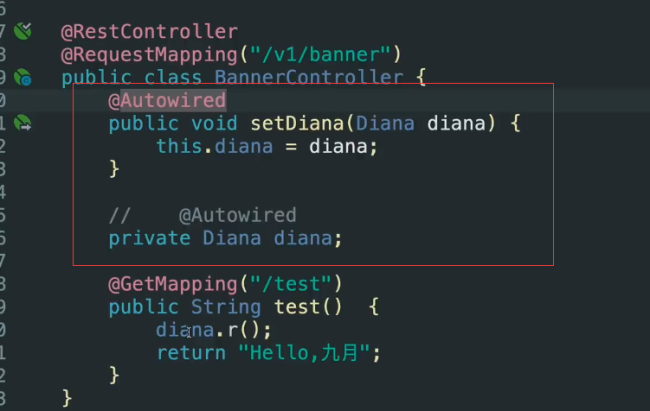 6
7
@RestController
8
@RequestMapping("/v1/banner")
9
public class BannerController {
0
@Autowired
1
public void setDiana(Diana diana) {
2
this.diana = diana;
3
}
4
5
//    @Autowired
6
private Diana diana;
7
8
@GetMapping("/test")
9
public String test()  {
0
diana.r();
1
return "Hello,九月";
2
}
3
}